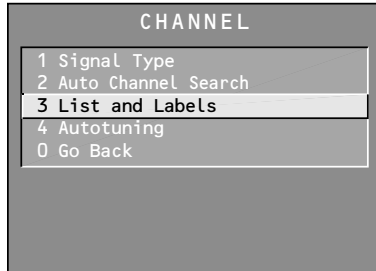 CHANNEL
1 Signal Type
2 Auto Channel Search
3 List and Labels
4 Autotuning
0 Go Back